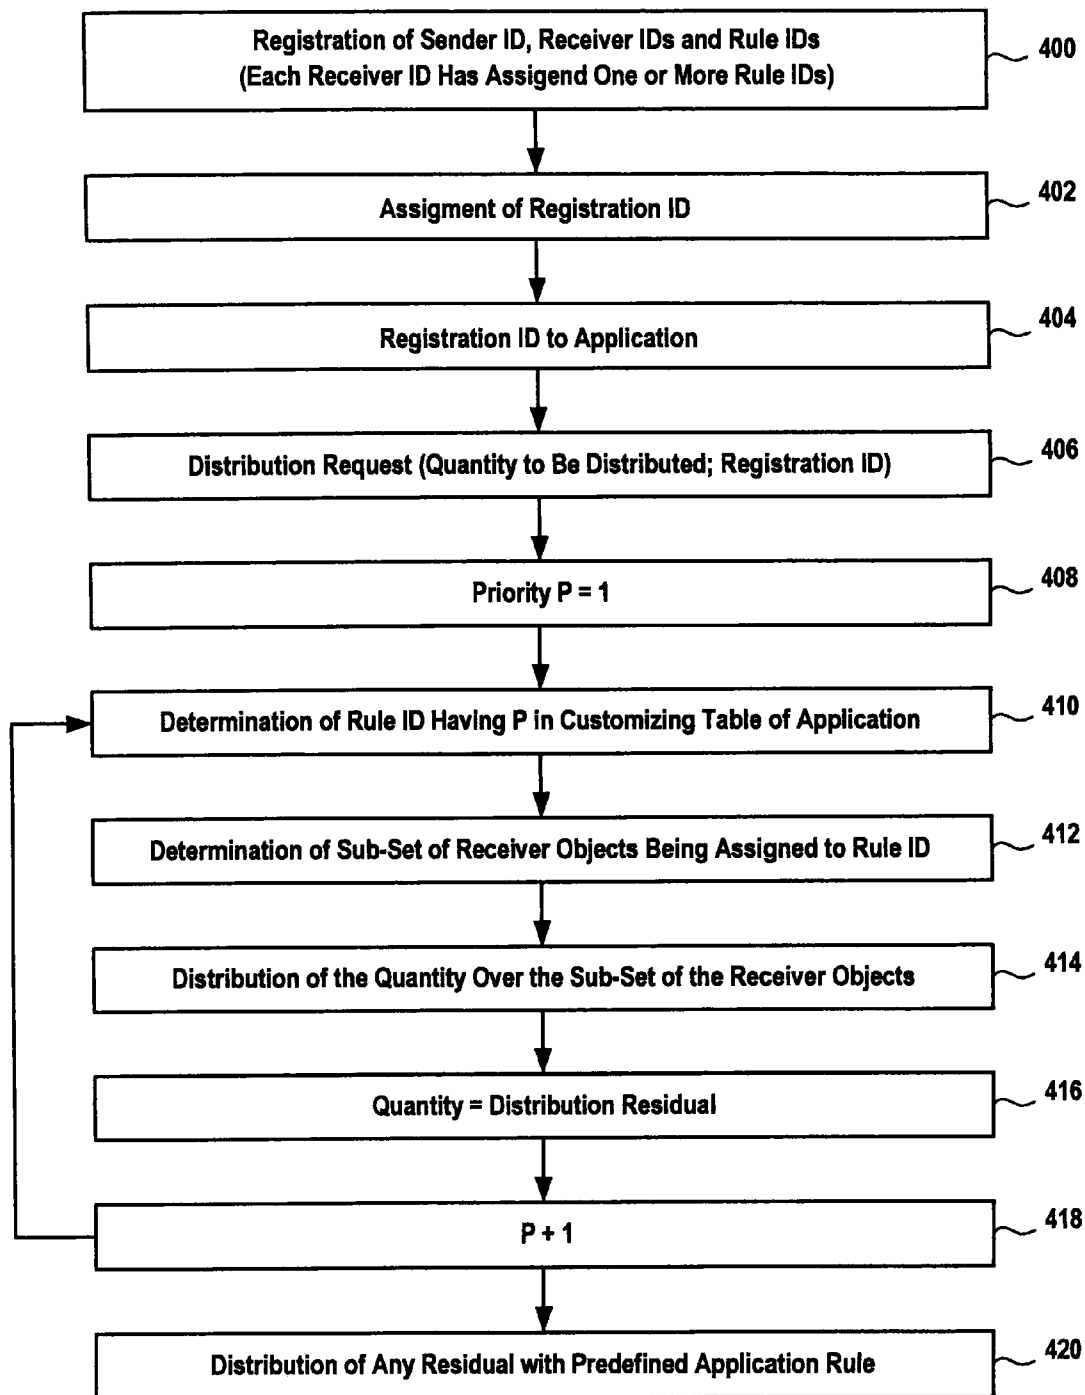 Registration of Sender ID, Receiver IDs and Rule IDs
(Each Receiver ID Has Assigend One or More Rule IDs)
400
Assigment of Registration ID
402
Registration ID to Application
404
Distribution Request (Quantity to Be Distributed; Registration ID)
406
Priority P = 1
408
Determination of Rule ID Having P in Customizing Table of Application
410
Determination of Sub-Set of Receiver Objects Being Assigned to Rule ID
412
Distribution of the Quantity Over the Sub-Set of the Receiver Objects
414
Quantity = Distribution Residual
416
P + 1
418
Distribution of Any Residual with Predefined Application Rule
420